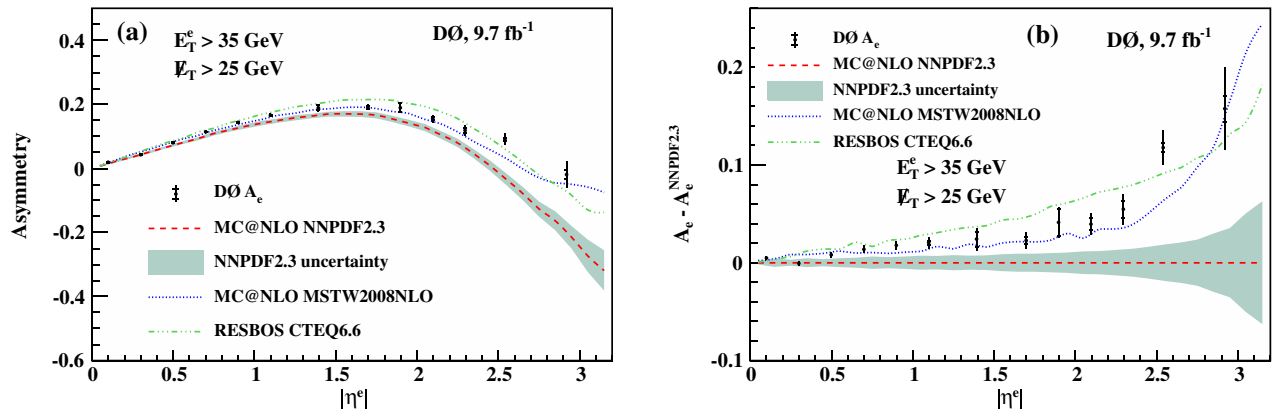 (a)
DØ, 9.7 fb⁻¹
E_T^e > 35 GeV
E̸_T > 25 GeV
DØ A_e
MC@NLO NNPDF2.3
NNPDF2.3 uncertainty
MC@NLO MSTW2008NLO
RESBOS CTEQ6.6
Asymmetry
0.4
0.2
0
-0.2
-0.4
-0.6
0 0.5 1 1.5 2 2.5 3
|η^e|
(b)
DØ, 9.7 fb⁻¹
DØ A_e
MC@NLO NNPDF2.3
NNPDF2.3 uncertainty
MC@NLO MSTW2008NLO
RESBOS CTEQ6.6
E_T^e > 35 GeV
E̸_T > 25 GeV
A_e - A_e^NNPDF2.3
0.2
0.1
0
-0.1
0 0.5 1 1.5 2 2.5 3
|η^e|